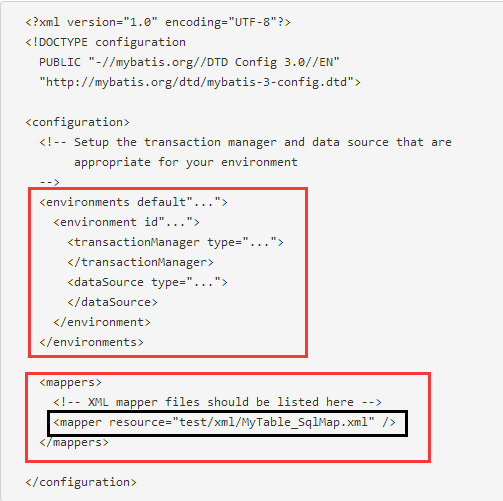 <?xml version="1.0" encoding="UTF-8"?>
<!DOCTYPE configuration
PUBLIC "-//mybatis.org//DTD Config 3.0//EN"
"http://mybatis.org/dtd/mybatis-3-config.dtd">
<configuration>
<!-- Setup the transaction manager and data source that are
appropriate for your environment
-->
<environments default"...">
<environment id"...">
<transactionManager type="...">
</transactionManager>
<dataSource type="...">
</dataSource>
</environment>
</environments>
<mappers>
<!-- XML mapper files should be listed here -->
<mapper resource="test/xml/MyTable_SqlMap.xml" />
</mappers>
</configuration>